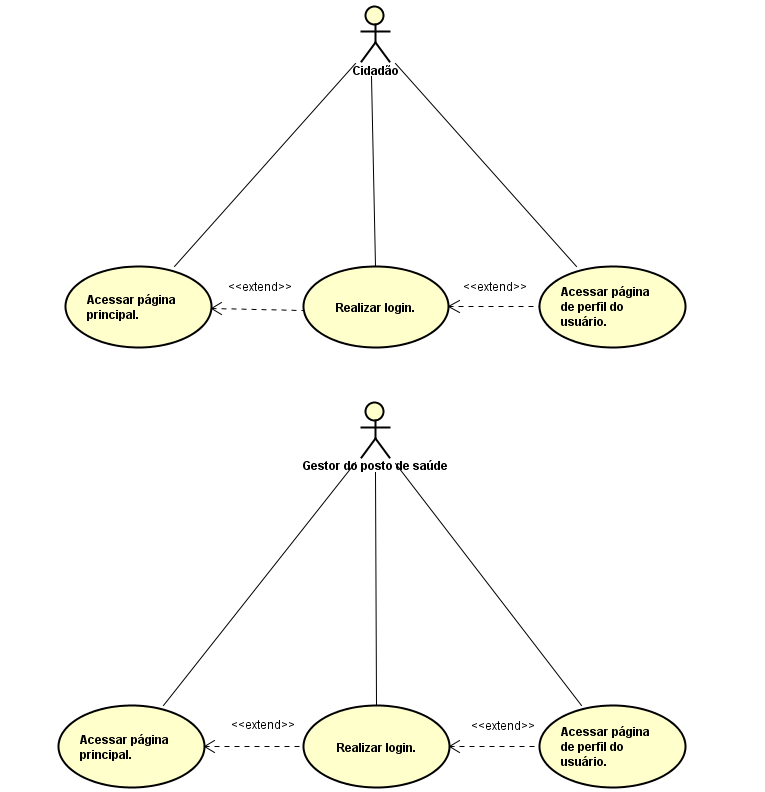 Cidadão
<<extend>>
<<extend>>
Acessar página
principal.
Realizar login.
Acessar página
de perfil do
usuário.
Gestor do posto de saúde
<<extend>>
<<extend>>
Acessar página
principal.
Realizar login.
Acessar página
de perfil do
usuário.